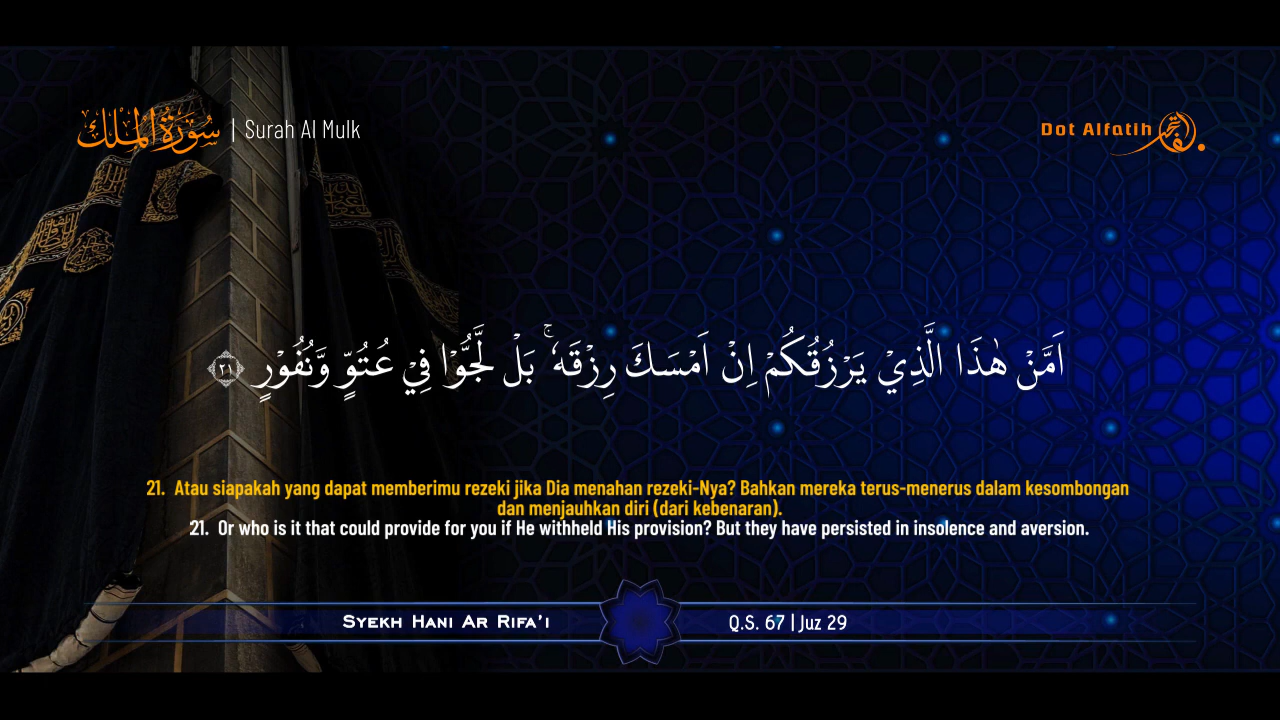 سُوْرَةُ الْمُلْك | Surah Al Mulk
Dot Alfatih
اَمَّنْ هٰذَا الَّذِيْ يَرْزُقُكُمْ اِنْ اَمْسَكَ رِزْقَهٗ ۚ بَلْ لَّجُّوْا فِيْ عُتُوٍّ وَّنُفُوْرٍ ٢١
21. Atau siapakah yang dapat memberimu rezeki jika Dia menahan rezeki-Nya? Bahkan mereka terus-menerus dalam kesombongan
dan menjauhkan diri (dari kebenaran).
21. Or who is it that could provide for you if He withheld His provision? But they have persisted in insolence and aversion.
Syekh Hani Ar Rifa'i
Q.S. 67 | Juz 29